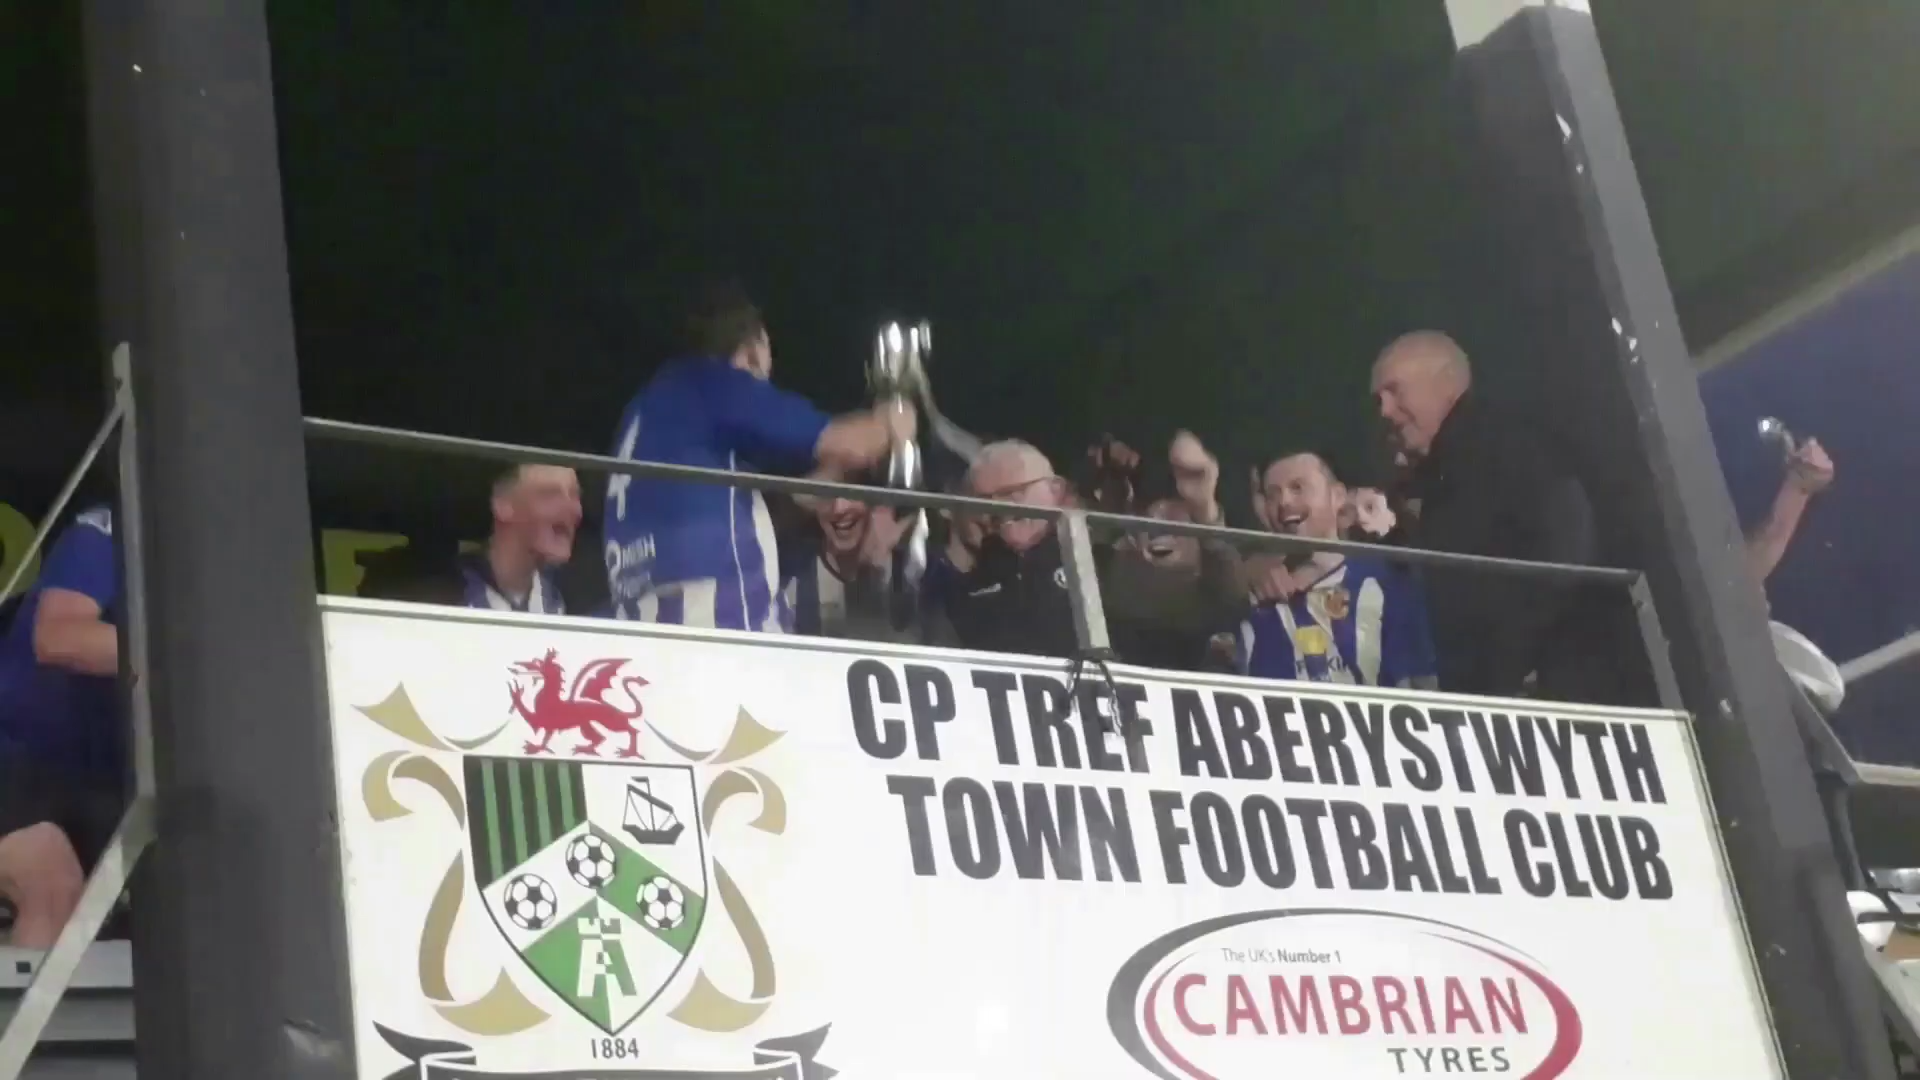 CP TREF ABERYSTWYTH
TOWN FOOTBALL CLUB
1884
The UK's Number 1
CAMBRIAN
TYRES